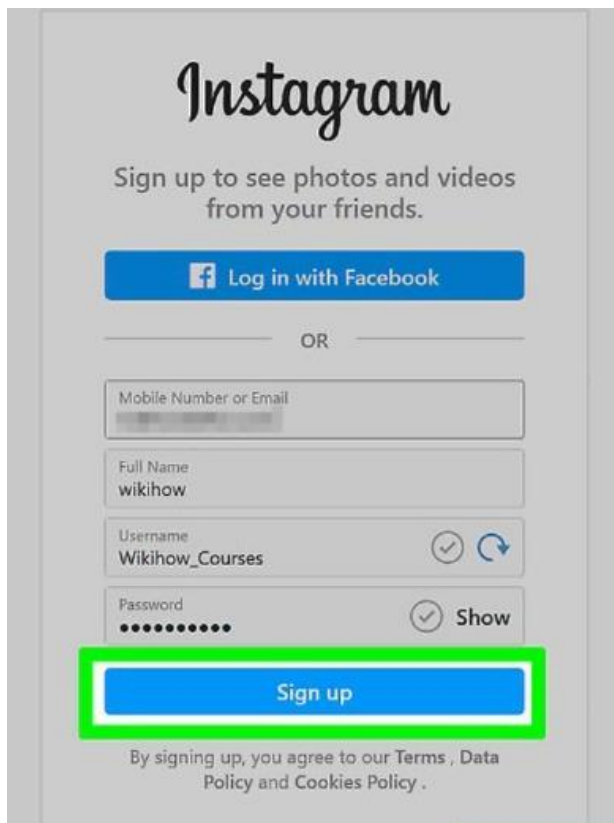 Instagram
Sign up to see photos and videos
from your friends.
Log in with Facebook
OR
Mobile Number or Email
Full Name
wikihow
Username
Wikihow_Courses
Password
Show
Sign up
By signing up, you agree to our Terms , Data
Policy and Cookies Policy .